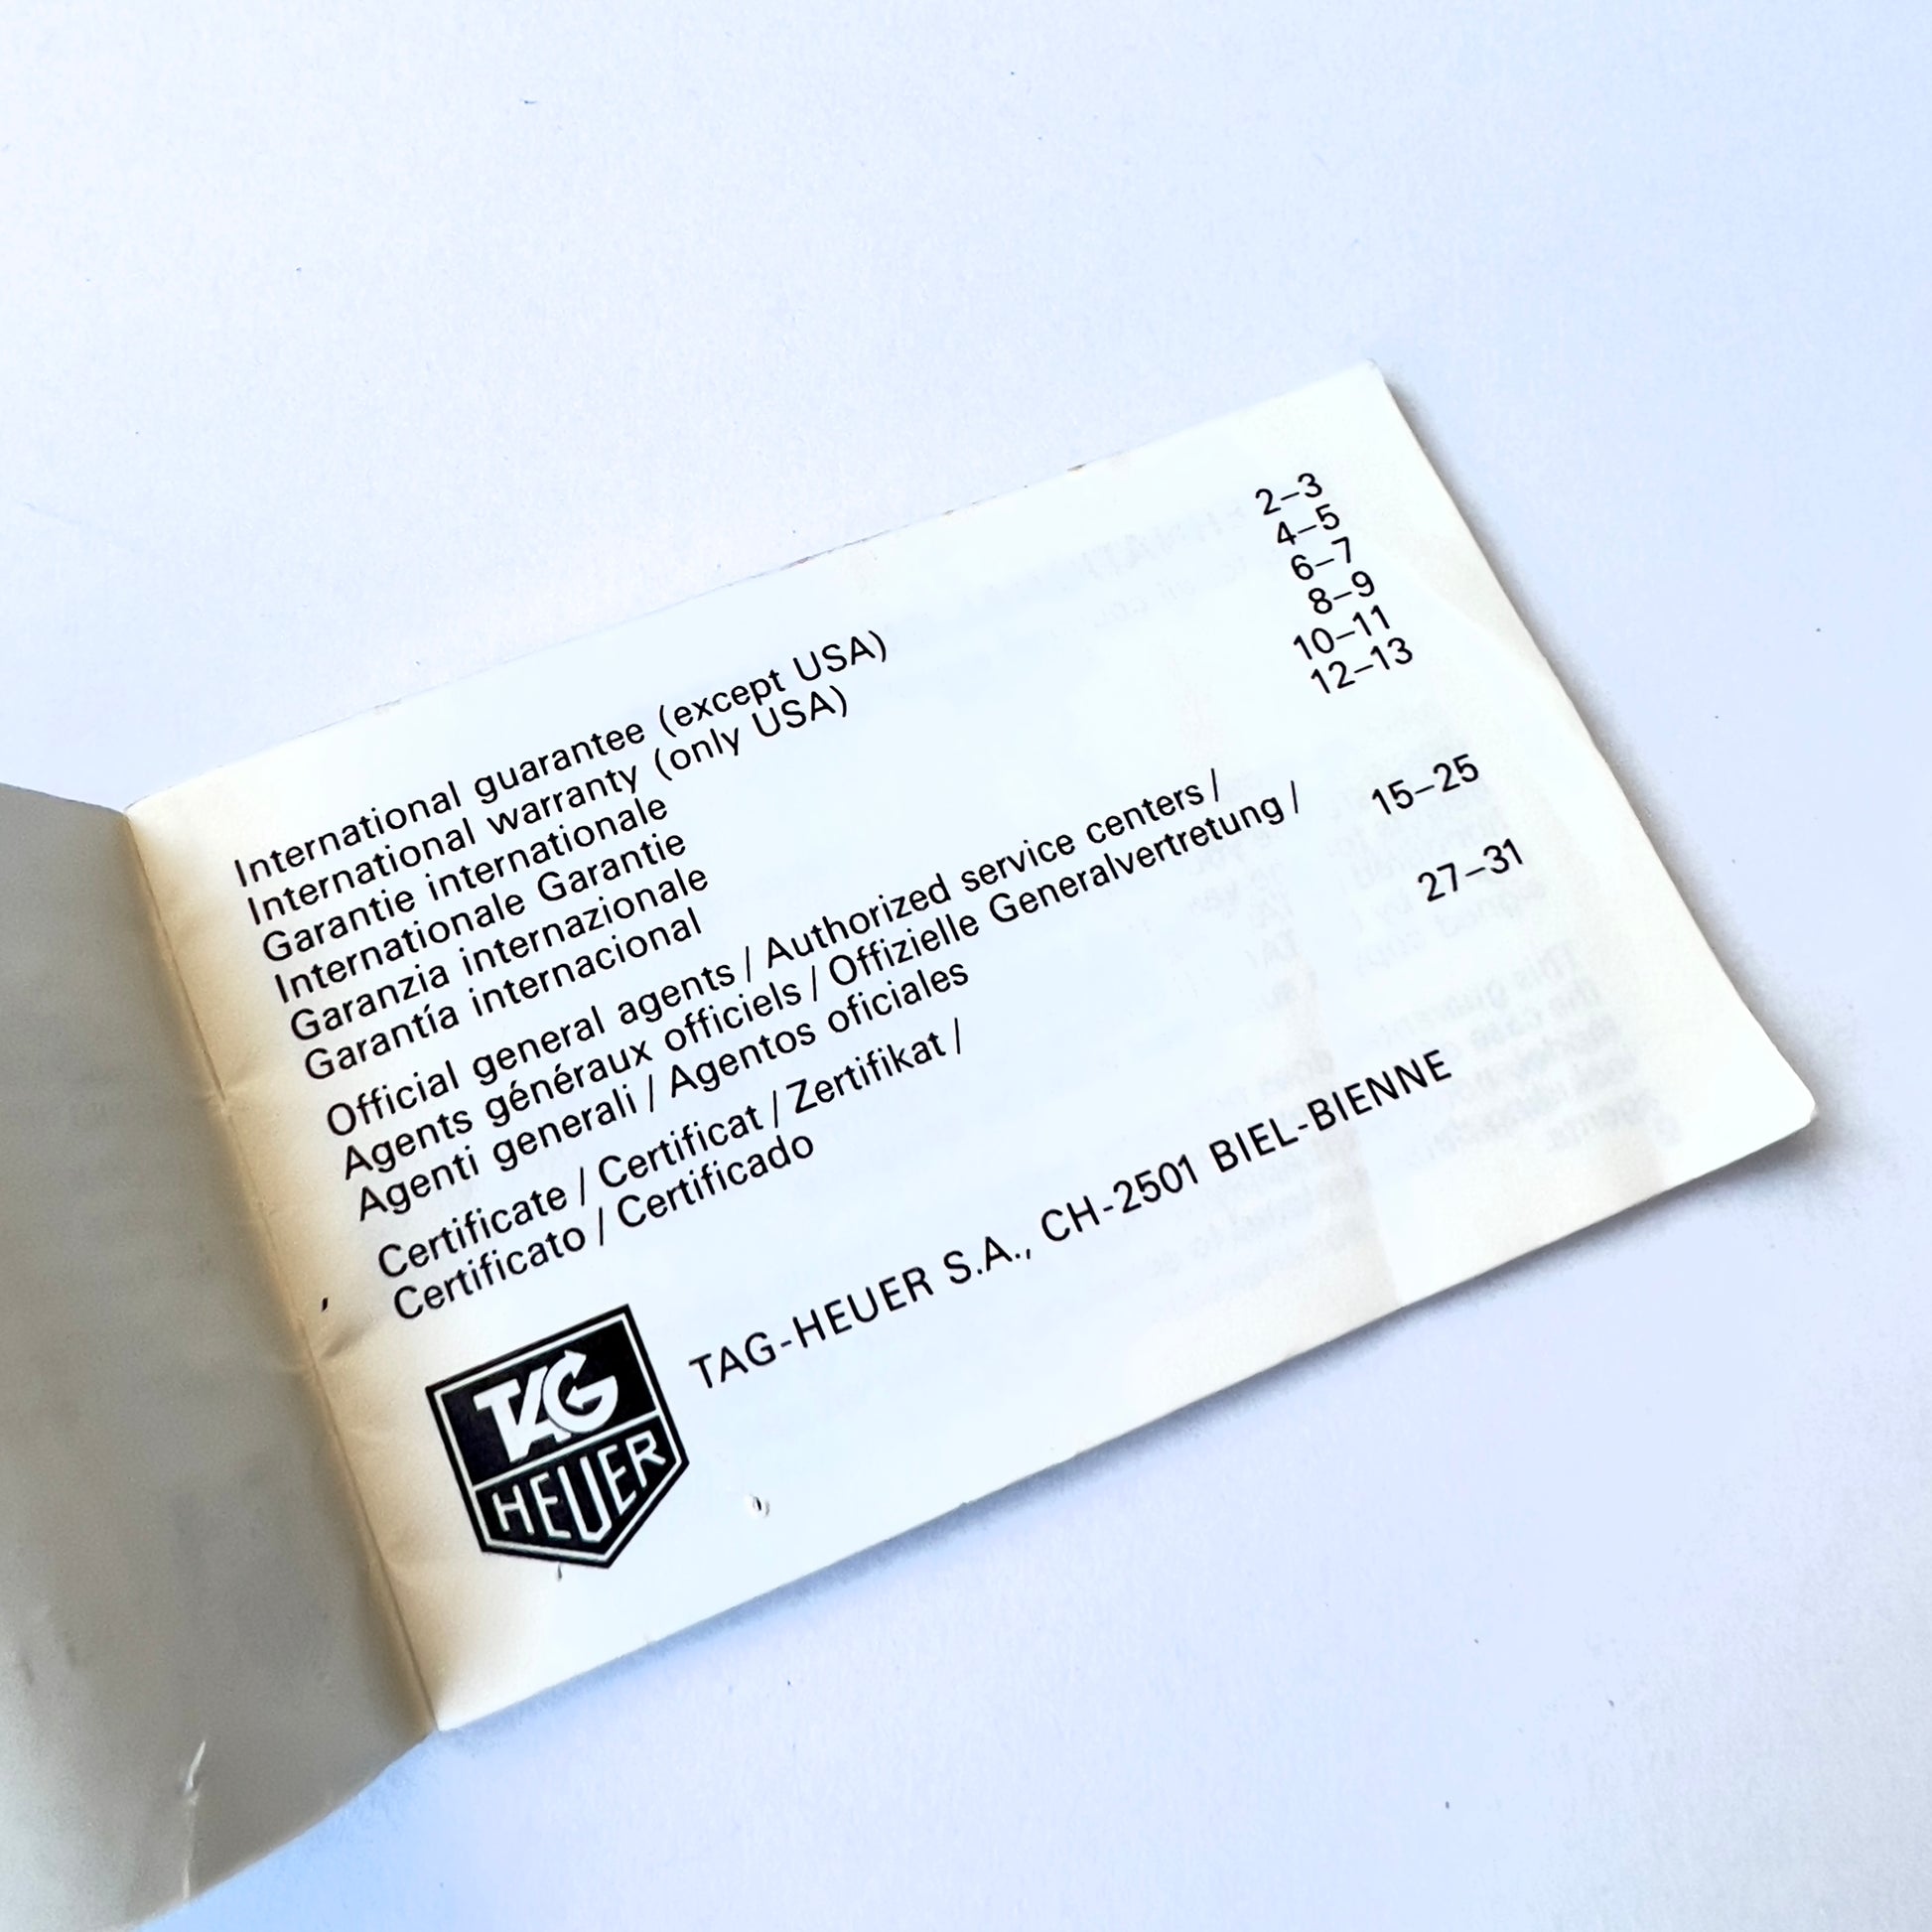 International guarantee (except USA) 2–3
International warranty (only USA) 4–5
Garantie internationale 6–7
Internationale Garantie 8–9
Garanzia internazionale 10–11
Garantía internacional 12–13
Official general agents / Authorized service centers /
Agents généraux officiels / Offizielle Generalvertretung /
Agenti generali / Agentos oficiales 15–25
Certificate / Certificat / Zertifikat /
Certificato / Certificado 27–31
TAG-HEUER S.A., CH-2501 BIEL-BIENNE
TAG
HEUER